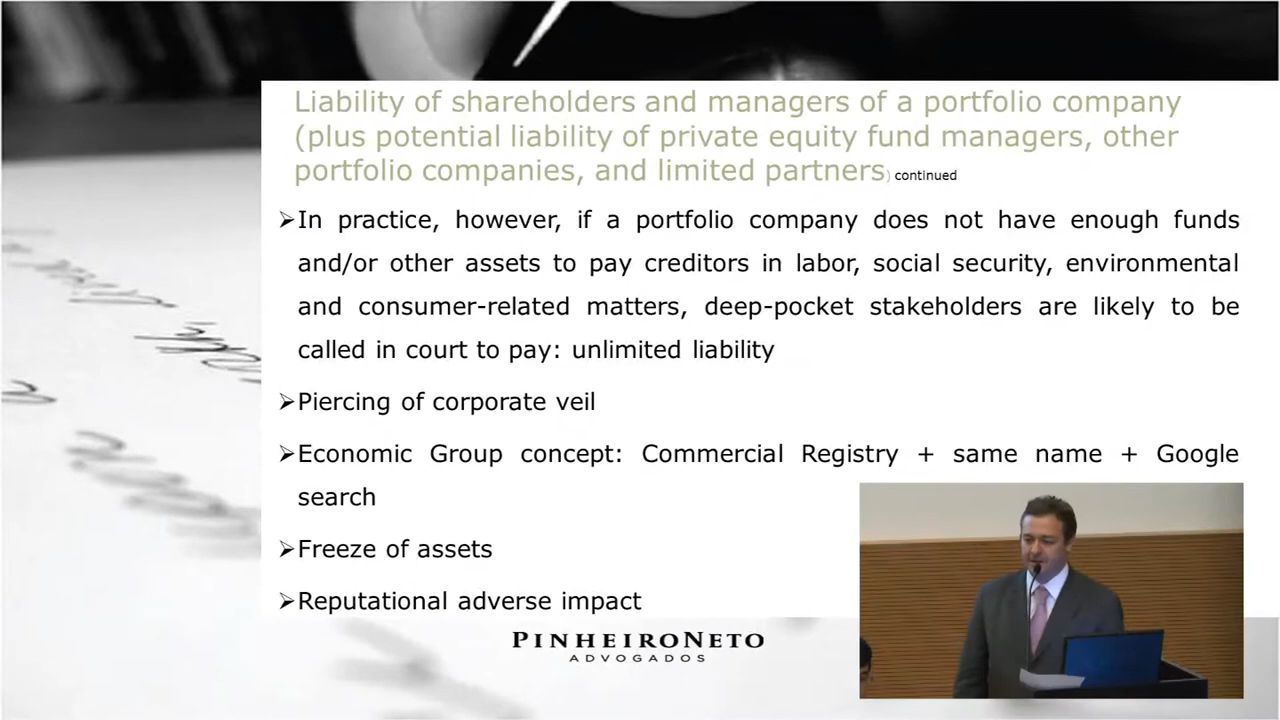 Liability of shareholders and managers of a portfolio company
(plus potential liability of private equity fund managers, other
portfolio companies, and limited partners) continued
➢In practice, however, if a portfolio company does not have enough funds
and/or other assets to pay creditors in labor, social security, environmental
and consumer-related matters, deep-pocket stakeholders are likely to be
called in court to pay: unlimited liability
➢Piercing of corporate veil
➢Economic Group concept: Commercial Registry + same name + Google
search
➢Freeze of assets
➢Reputational adverse impact
PINHEIRONETO
ADVOGADOS